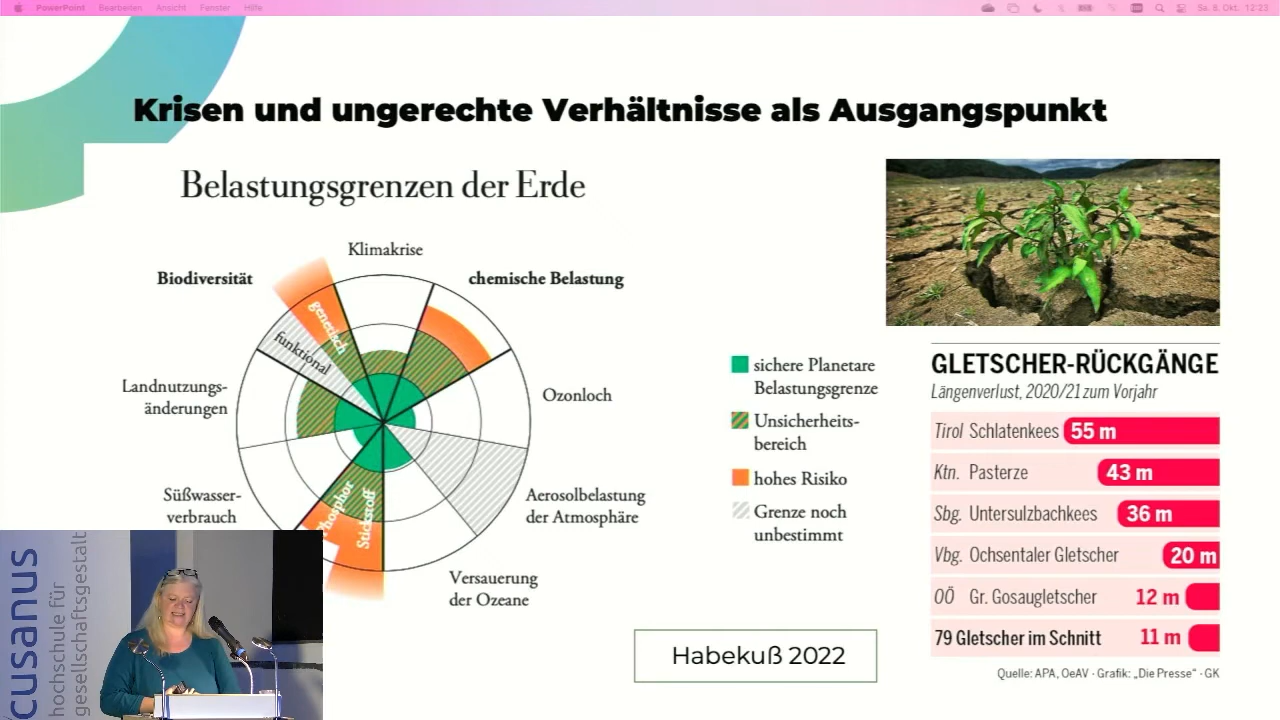 PowerPoint Bearbeiten Ansicht Fenster Hilfe
Sa. 8. Okt. 12:23
Krisen und ungerechte Verhältnisse als Ausgangspunkt
Belastungsgrenzen der Erde
Klimakrise
Biodiversität
chemische Belastung
genetisch
funktional
Landnutzungs-
änderungen
Ozonloch
Süßwasser-
verbrauch
Aerosolbelastung
der Atmosphäre
Phosphor
Stickstoff
Versauerung
der Ozeane
sichere Planetare
Belastungsgrenze
Unsicherheits-
bereich
hohes Risiko
Grenze noch
unbestimmt
Habekuß 2022
GLETSCHER-RÜCKGÄNGE
Längenverlust, 2020/21 zum Vorjahr
Tirol Schlatenkees 55 m
Ktn. Pasterze 43 m
Sbg. Untersulzbachkees 36 m
Vbg. Ochsentaler Gletscher 20 m
OÖ Gr. Gosaugletscher 12 m
79 Gletscher im Schnitt 11 m
Quelle: APA, OeAV · Grafik: „Die Presse“ · GK
cusanus
hochschule für
gesellschaftsgestalt